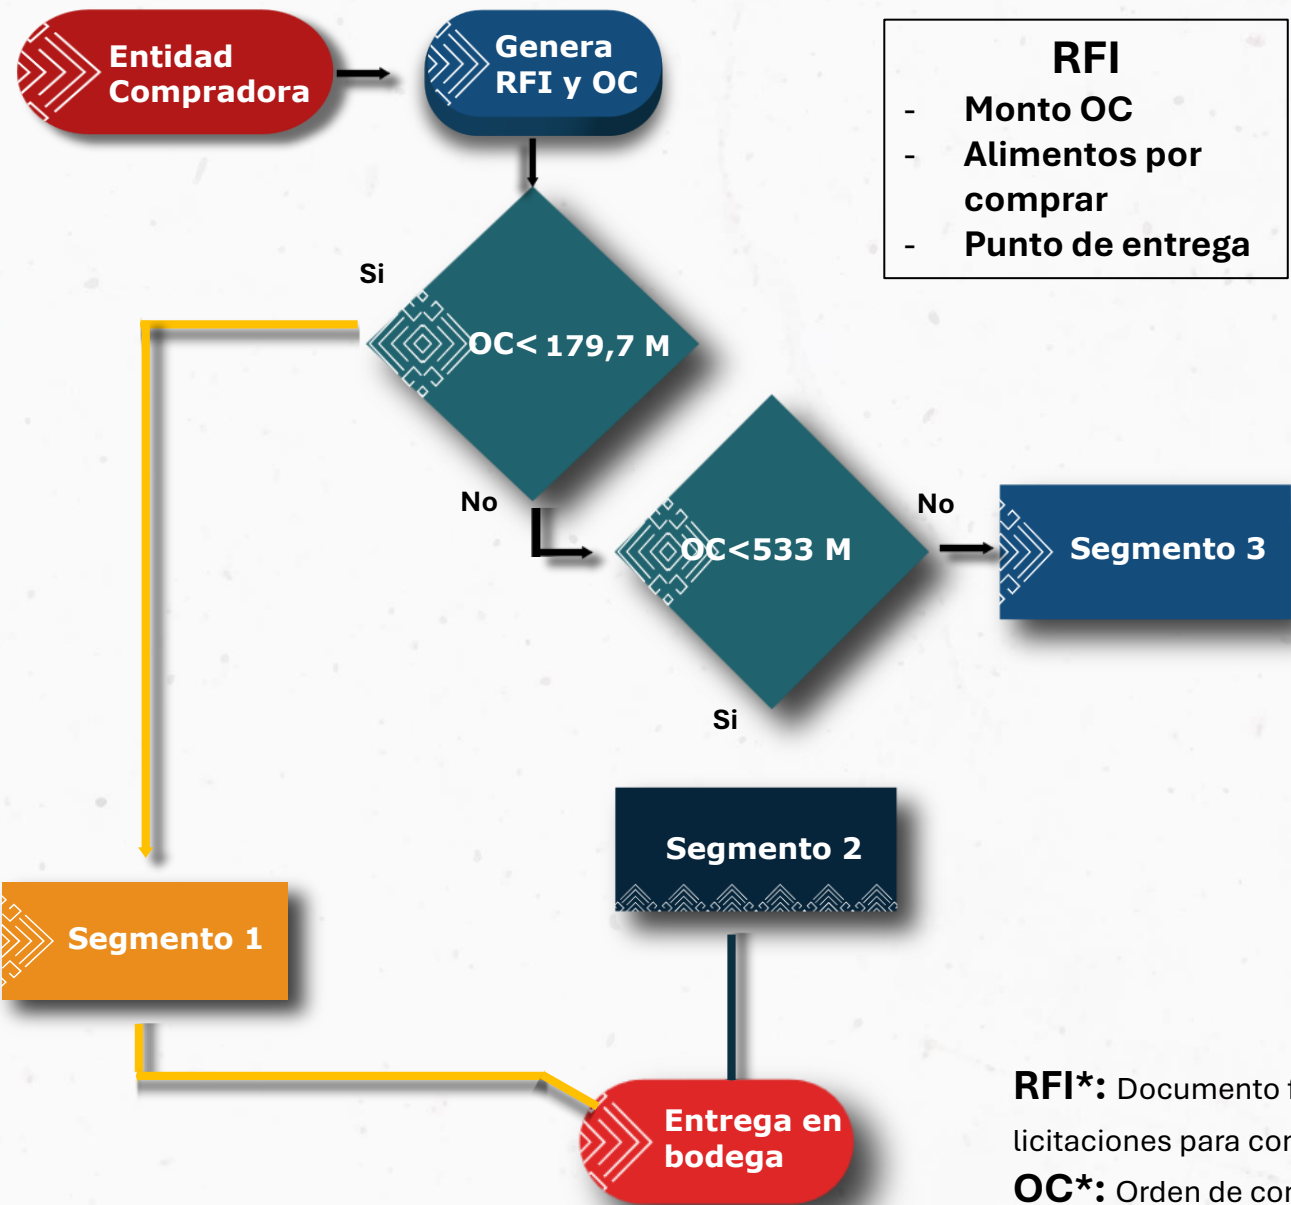 Entidad
Compradora
Genera
RFI y OC
RFI
- Monto OC
- Alimentos por
comprar
- Punto de entrega
Si
OC< 179,7 M
No
OC<533 M
No
Segmento 3
Si
Segmento 2
Segmento 1
Entrega en
bodega
RFI*: Documento
licitaciones para
OC*: Orden de